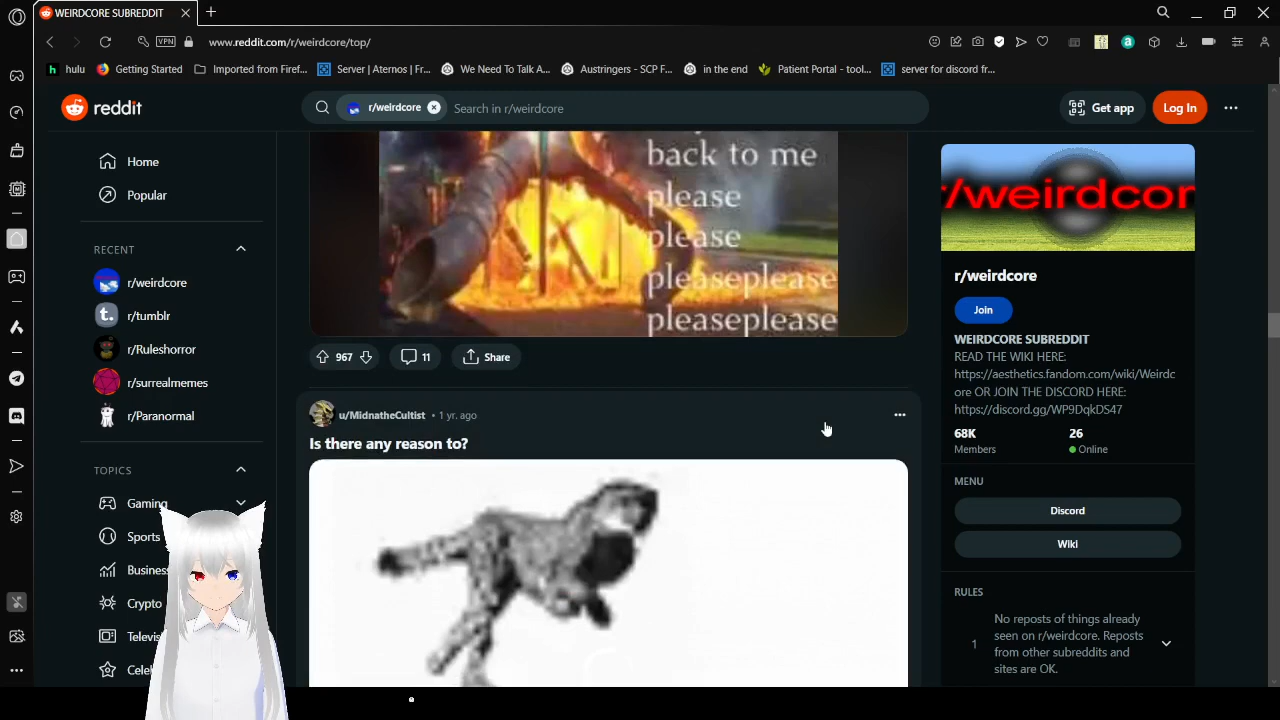 WEIRDCORE SUBREDDIT
VPN
www.reddit.com/r/weirdcore/top/
hulu
Getting Started
Imported from Firef...
Server | Aternos | Fr...
We Need To Talk A...
Austringers - SCP F...
in the end
Patient Portal - tool...
server for discord fr...
reddit
r/weirdcore
Search in r/weirdcore
Get app
Log In
Home
Popular
RECENT
r/weirdcore
r/tumblr
r/Ruleshorror
r/surrealmemes
r/Paranormal
TOPICS
Gaming
Sports
Business
Crypto
Televi
Celeb
back to me
please
please
pleaseplease
pleaseplease
967
11
Share
u/MidnatheCultist • 1 yr. ago
Is there any reason to?
r/weirdcor
r/weirdcore
Join
WEIRDCORE SUBREDDIT
READ THE WIKI HERE:
https://aesthetics.fandom.com/wiki/Weirdc
ore OR JOIN THE DISCORD HERE:
https://discord.gg/WP9DqkDS47
68K
26
Members
Online
MENU
Discord
Wiki
RULES
1
No reposts of things already
seen on r/weirdcore. Reposts
from other subreddits and
sites are OK.